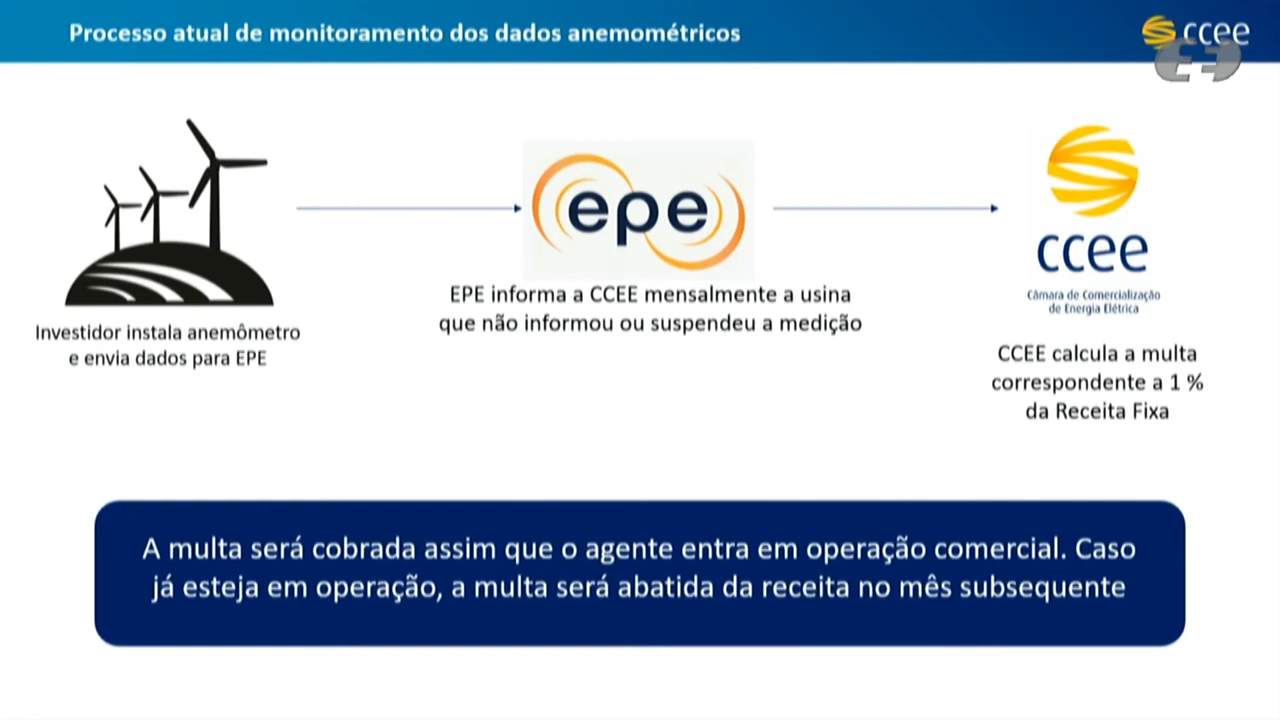 Processo atual de monitoramento dos dados anemométricos
ccee
epe
ccee
Câmara de Comercialização
de Energia Elétrica
Investidor instala anemômetro
e envia dados para EPE
EPE informa a CCEE mensalmente a usina
que não informou ou suspendeu a medição
CCEE calcula a multa
correspondente a 1 %
da Receita Fixa
A multa será cobrada assim que o agente entra em operação comercial. Caso
já esteja em operação, a multa será abatida da receita no mês subsequente